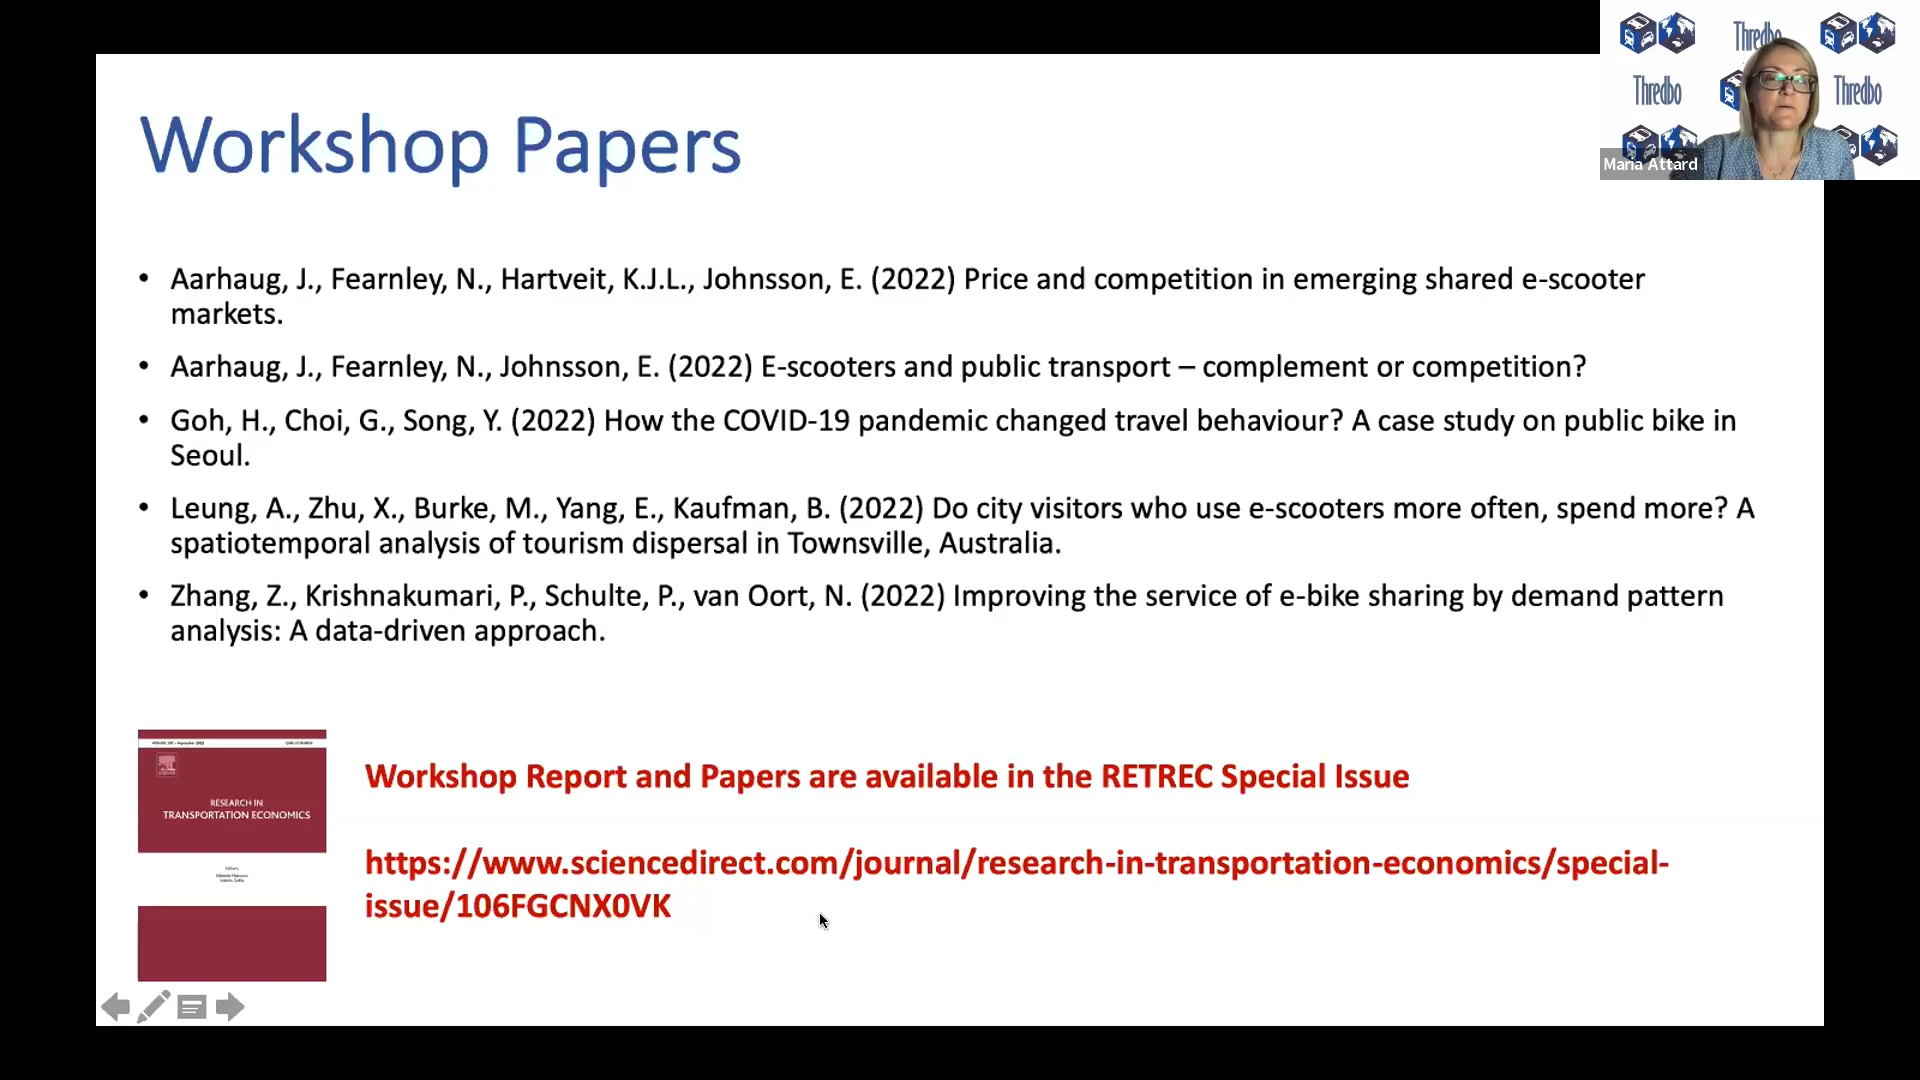 Workshop Papers
Thredbo
Thredbo
Thredbo
Maria Attard
• Aarhaug, J., Fearnley, N., Hartveit, K.J.L., Johnsson, E. (2022) Price and competition in emerging shared e-scooter
markets.
• Aarhaug, J., Fearnley, N., Johnsson, E. (2022) E-scooters and public transport – complement or competition?
• Goh, H., Choi, G., Song, Y. (2022) How the COVID-19 pandemic changed travel behaviour? A case study on public bike in
Seoul.
• Leung, A., Zhu, X., Burke, M., Yang, E., Kaufman, B. (2022) Do city visitors who use e-scooters more often, spend more? A
spatiotemporal analysis of tourism dispersal in Townsville, Australia.
• Zhang, Z., Krishnakumari, P., Schulte, P., van Oort, N. (2022) Improving the service of e-bike sharing by demand pattern
analysis: A data-driven approach.
RESEARCH IN
TRANSPORTATION ECONOMICS
Workshop Report and Papers are available in the RETREC Special Issue
https://www.sciencedirect.com/journal/research-in-transportation-economics/special-
issue/106FGCNX0VK